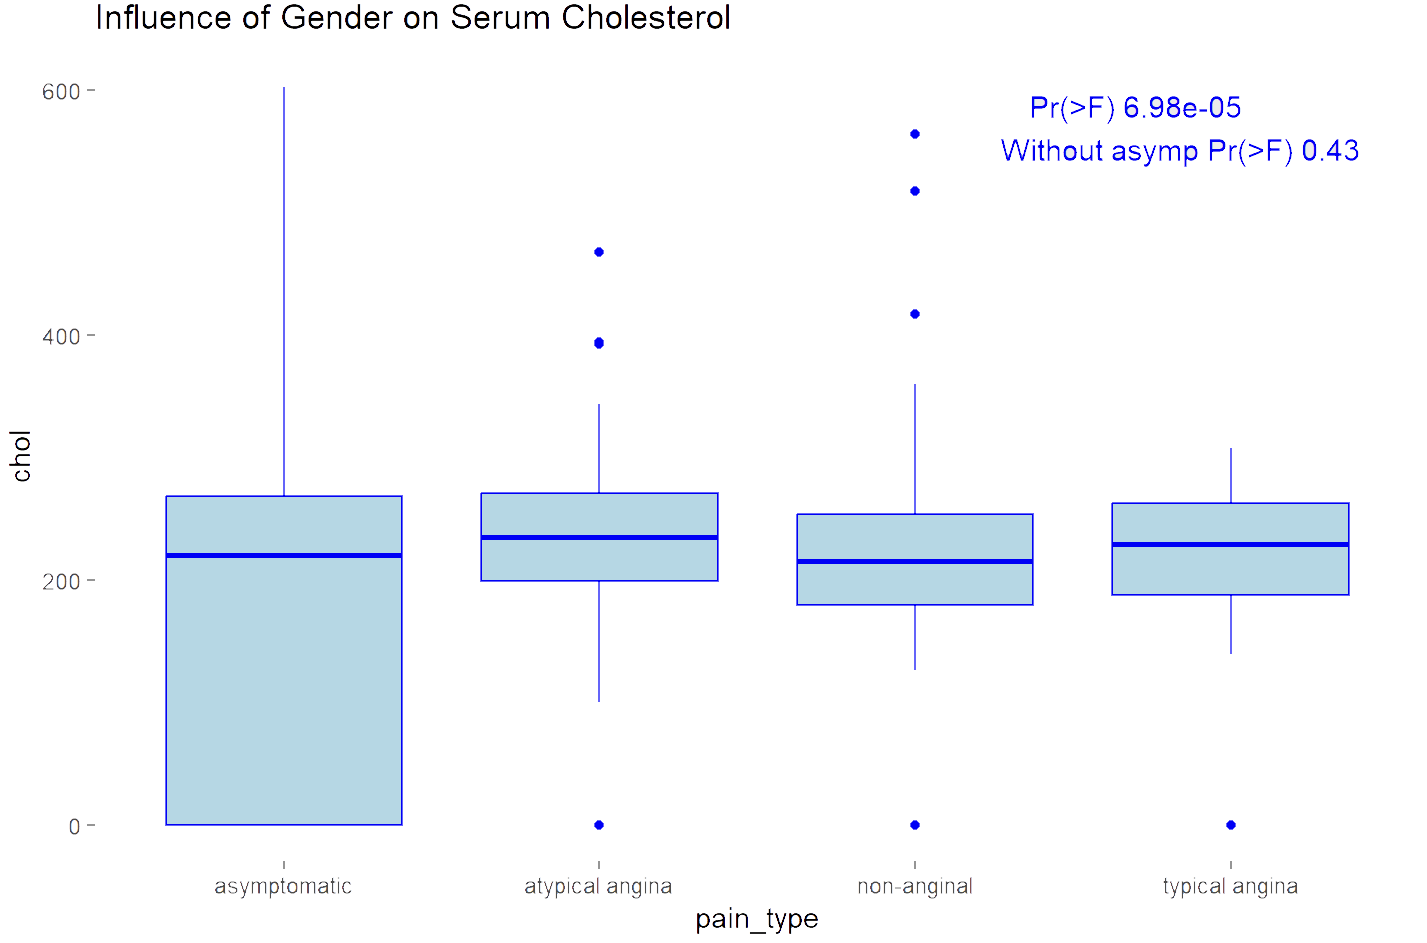 Influence of Gender on Serum Cholesterol
600
Pr(>F) 6.98e-05
Without asymp Pr(>F) 0.43
400
chol
200
0
asymptomatic
atypical angina
non-anginal
typical angina
pain_type